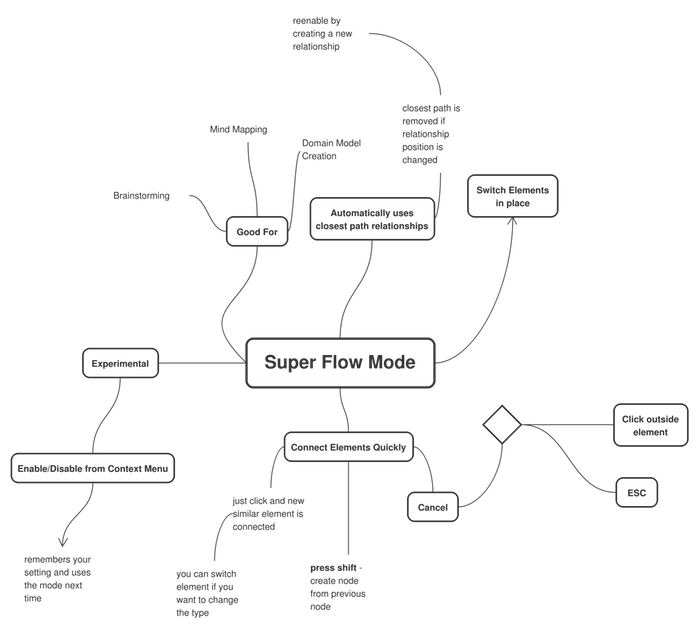 reenable by
creating a new
relationship
closest path is
removed if
relationship
position is
changed
Mind Mapping
Domain Model
Creation
Brainstorming
Good For
Automatically uses
closest path relationships
Switch Elements
in place
Super Flow Mode
Experimental
Enable/Disable from Context Menu
remembers your
setting and uses
the mode next
time
Connect Elements Quickly
just click and new
similar element is
connected
you can switch
element if you
want to change
the type
press shift -
create node
from previous
node
Cancel
Click outside
element
ESC